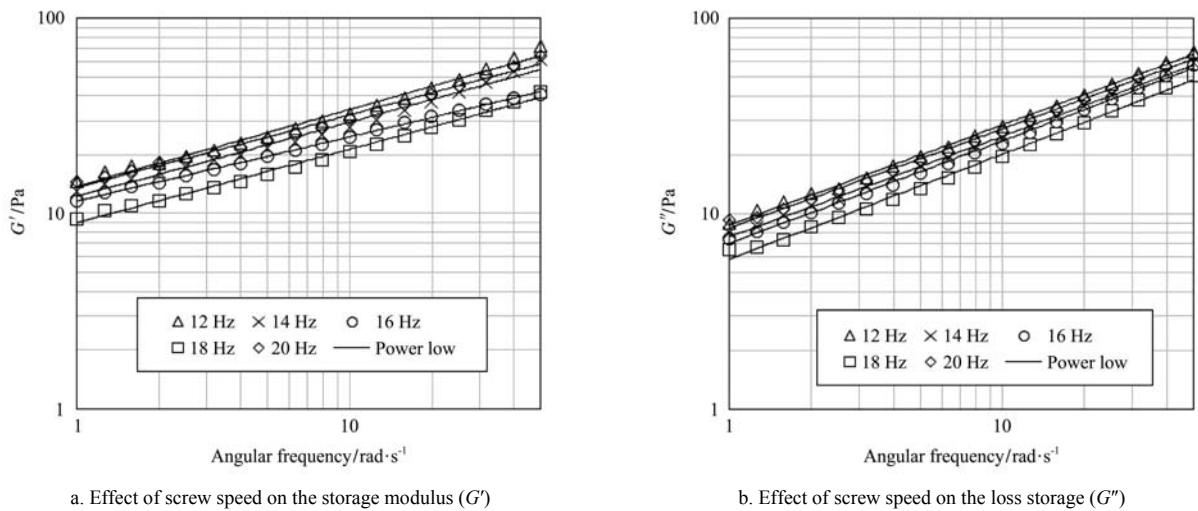 100
10
1
G′/Pa
12 Hz 14 Hz 16 Hz
18 Hz 20 Hz Power low
1 10
Angular frequency/rad·s⁻¹
a. Effect of screw speed on the storage modulus (G′)
100
10
1
G″/Pa
12 Hz 14 Hz 16 Hz
18 Hz 20 Hz Power low
1 10
Angular frequency/rad·s⁻¹
b. Effect of screw speed on the loss storage (G″)